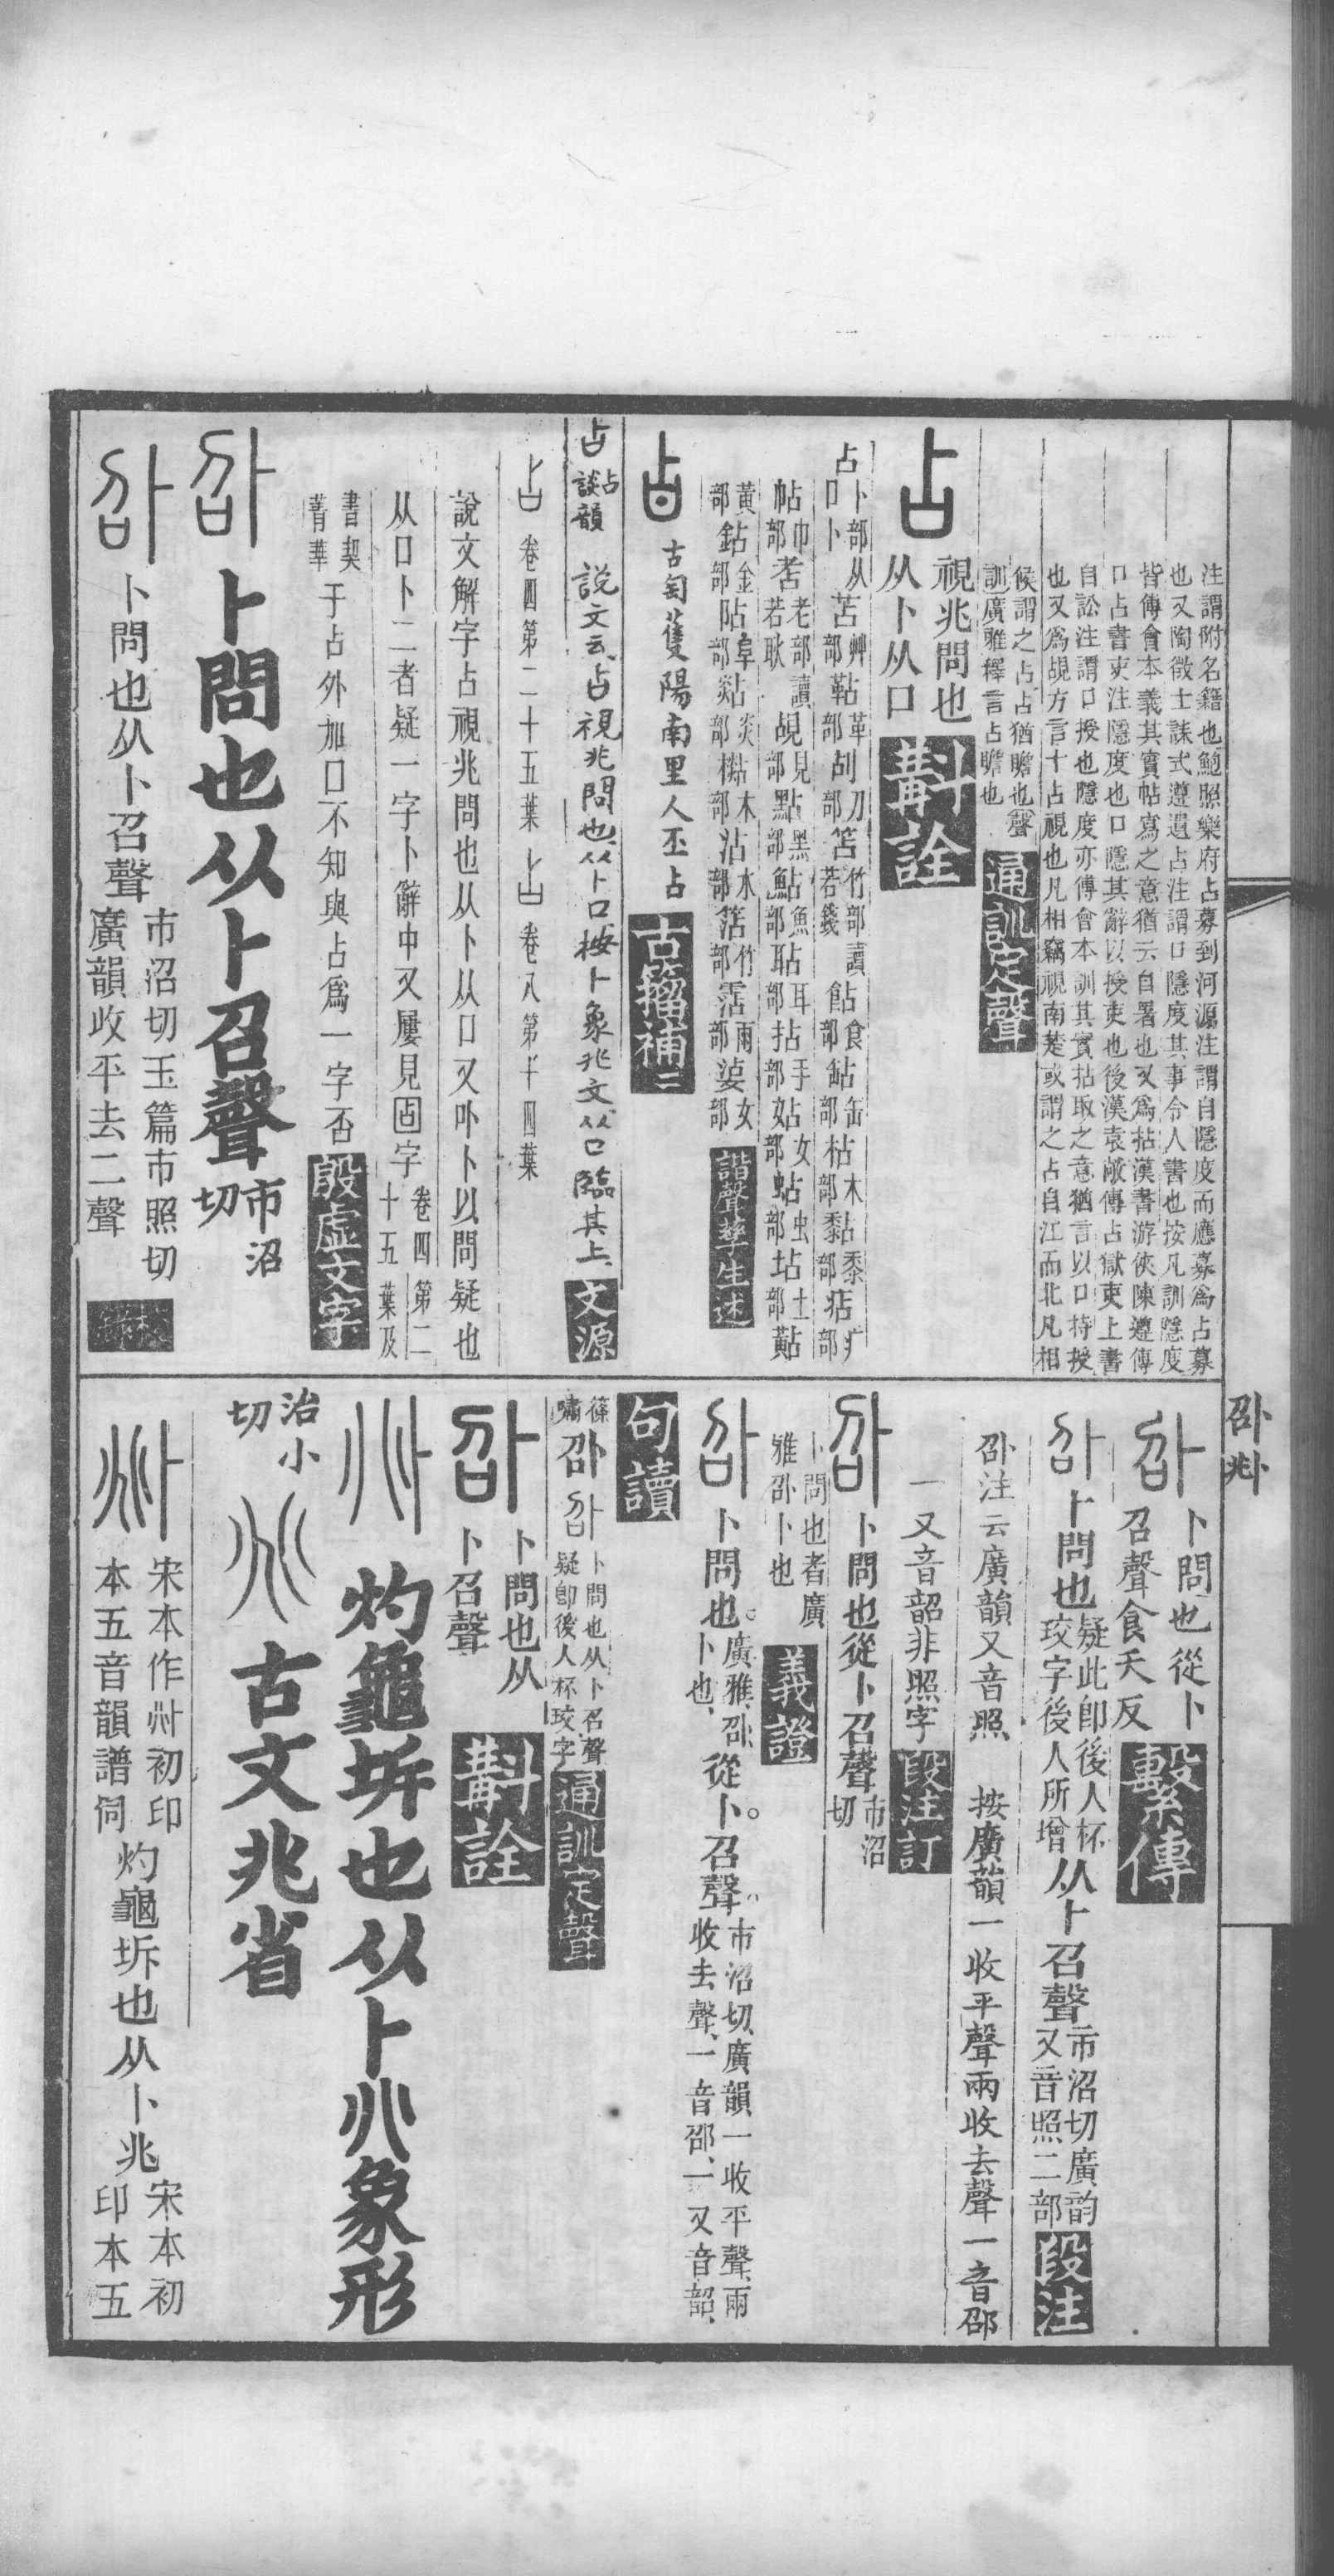 注謂附名籍也鮑照樂府占募到河源注謂自隱度而應募爲占募
也又陶徵士誄式遵遺占注謂口隱度其事令人書也按凡訓隱度
皆傅會本義其實帖寫之意猶云自署也又爲拈漢書游俠陳遵傳
口占書吏注隱度也口隱其辭以授吏也後漢袁敞傳占獄吏上書
自訟注謂口授也隱度亦傅會本訓其實拈取之意猶言以口持授
也又爲覘方言十占視也凡相竊視南楚或謂之占自江而北凡相
候謂之占占猶瞻也聲
訓廣雅釋言占瞻也
通訓定聲
占
視兆問也
从卜从口
斠詮
占
卜部从
口卜
苫艸部
鞊革部
刮刀部
笘竹部讀若錢
飴食部
鉆缶部
枯木部
黏黍部
痁疒部
帖巾部
耉老部讀若耿
覘見部
點黑部
鮎魚部
聑耳部
拈手部
姑女部
蛅虫部
坫土部
黇黃部
鉆金部
阽阜部
㶣炎部
㮇木部
沾水部
箈竹部
霑雨部
婆女部
諧聲孳生述
占
古匋蒦陽南里人丕占
古籀補二
占
占談韻
說文云占視兆問也从卜口按卜象兆文从口臨其上
文源
占
卷四第二十五葉
占
卷八第十四葉
說文解字占視兆問也从卜从口又卟卜以問疑也
从口卜二者疑一字卜辭中又屢見固字卷四第二十五葉及
書契菁華于占外加口不知與占爲一字否
殷虛文字
卲
卜問也从卜召聲市沼切
卲
卜問也从卜召聲
市沼切玉篇市照切
廣韻收平去二聲
卲
卜問也從卜
召聲食夭反
繫傳
卲
卜問也疑此卽後人杯珓字後人所增从卜召聲市沼切廣韵又音照二部
段注
卲注云廣韻又音照
按廣韻一收平聲兩收去聲一音邵
一又音韶非照字
段注訂
卲
卜問也從卜召聲市沼切
卜問也者廣
雅卲卜也
義證
卲
卜問也。廣雅、卲、卜也、從卜。召聲。市沼切、廣韻一收平聲、兩收去聲、一音邵、一又音韶、
句讀
篠嘯
卲
卜問也从卜召聲
疑卽後人杯珓字
通訓定聲
卲
卜問也从
卜召聲
斠詮
灼龜坼也从卜兆象形
治小切
古文兆省
宋本作𠧞初印本五音韻譜同
灼龜坼也从卜兆
宋本初印本五